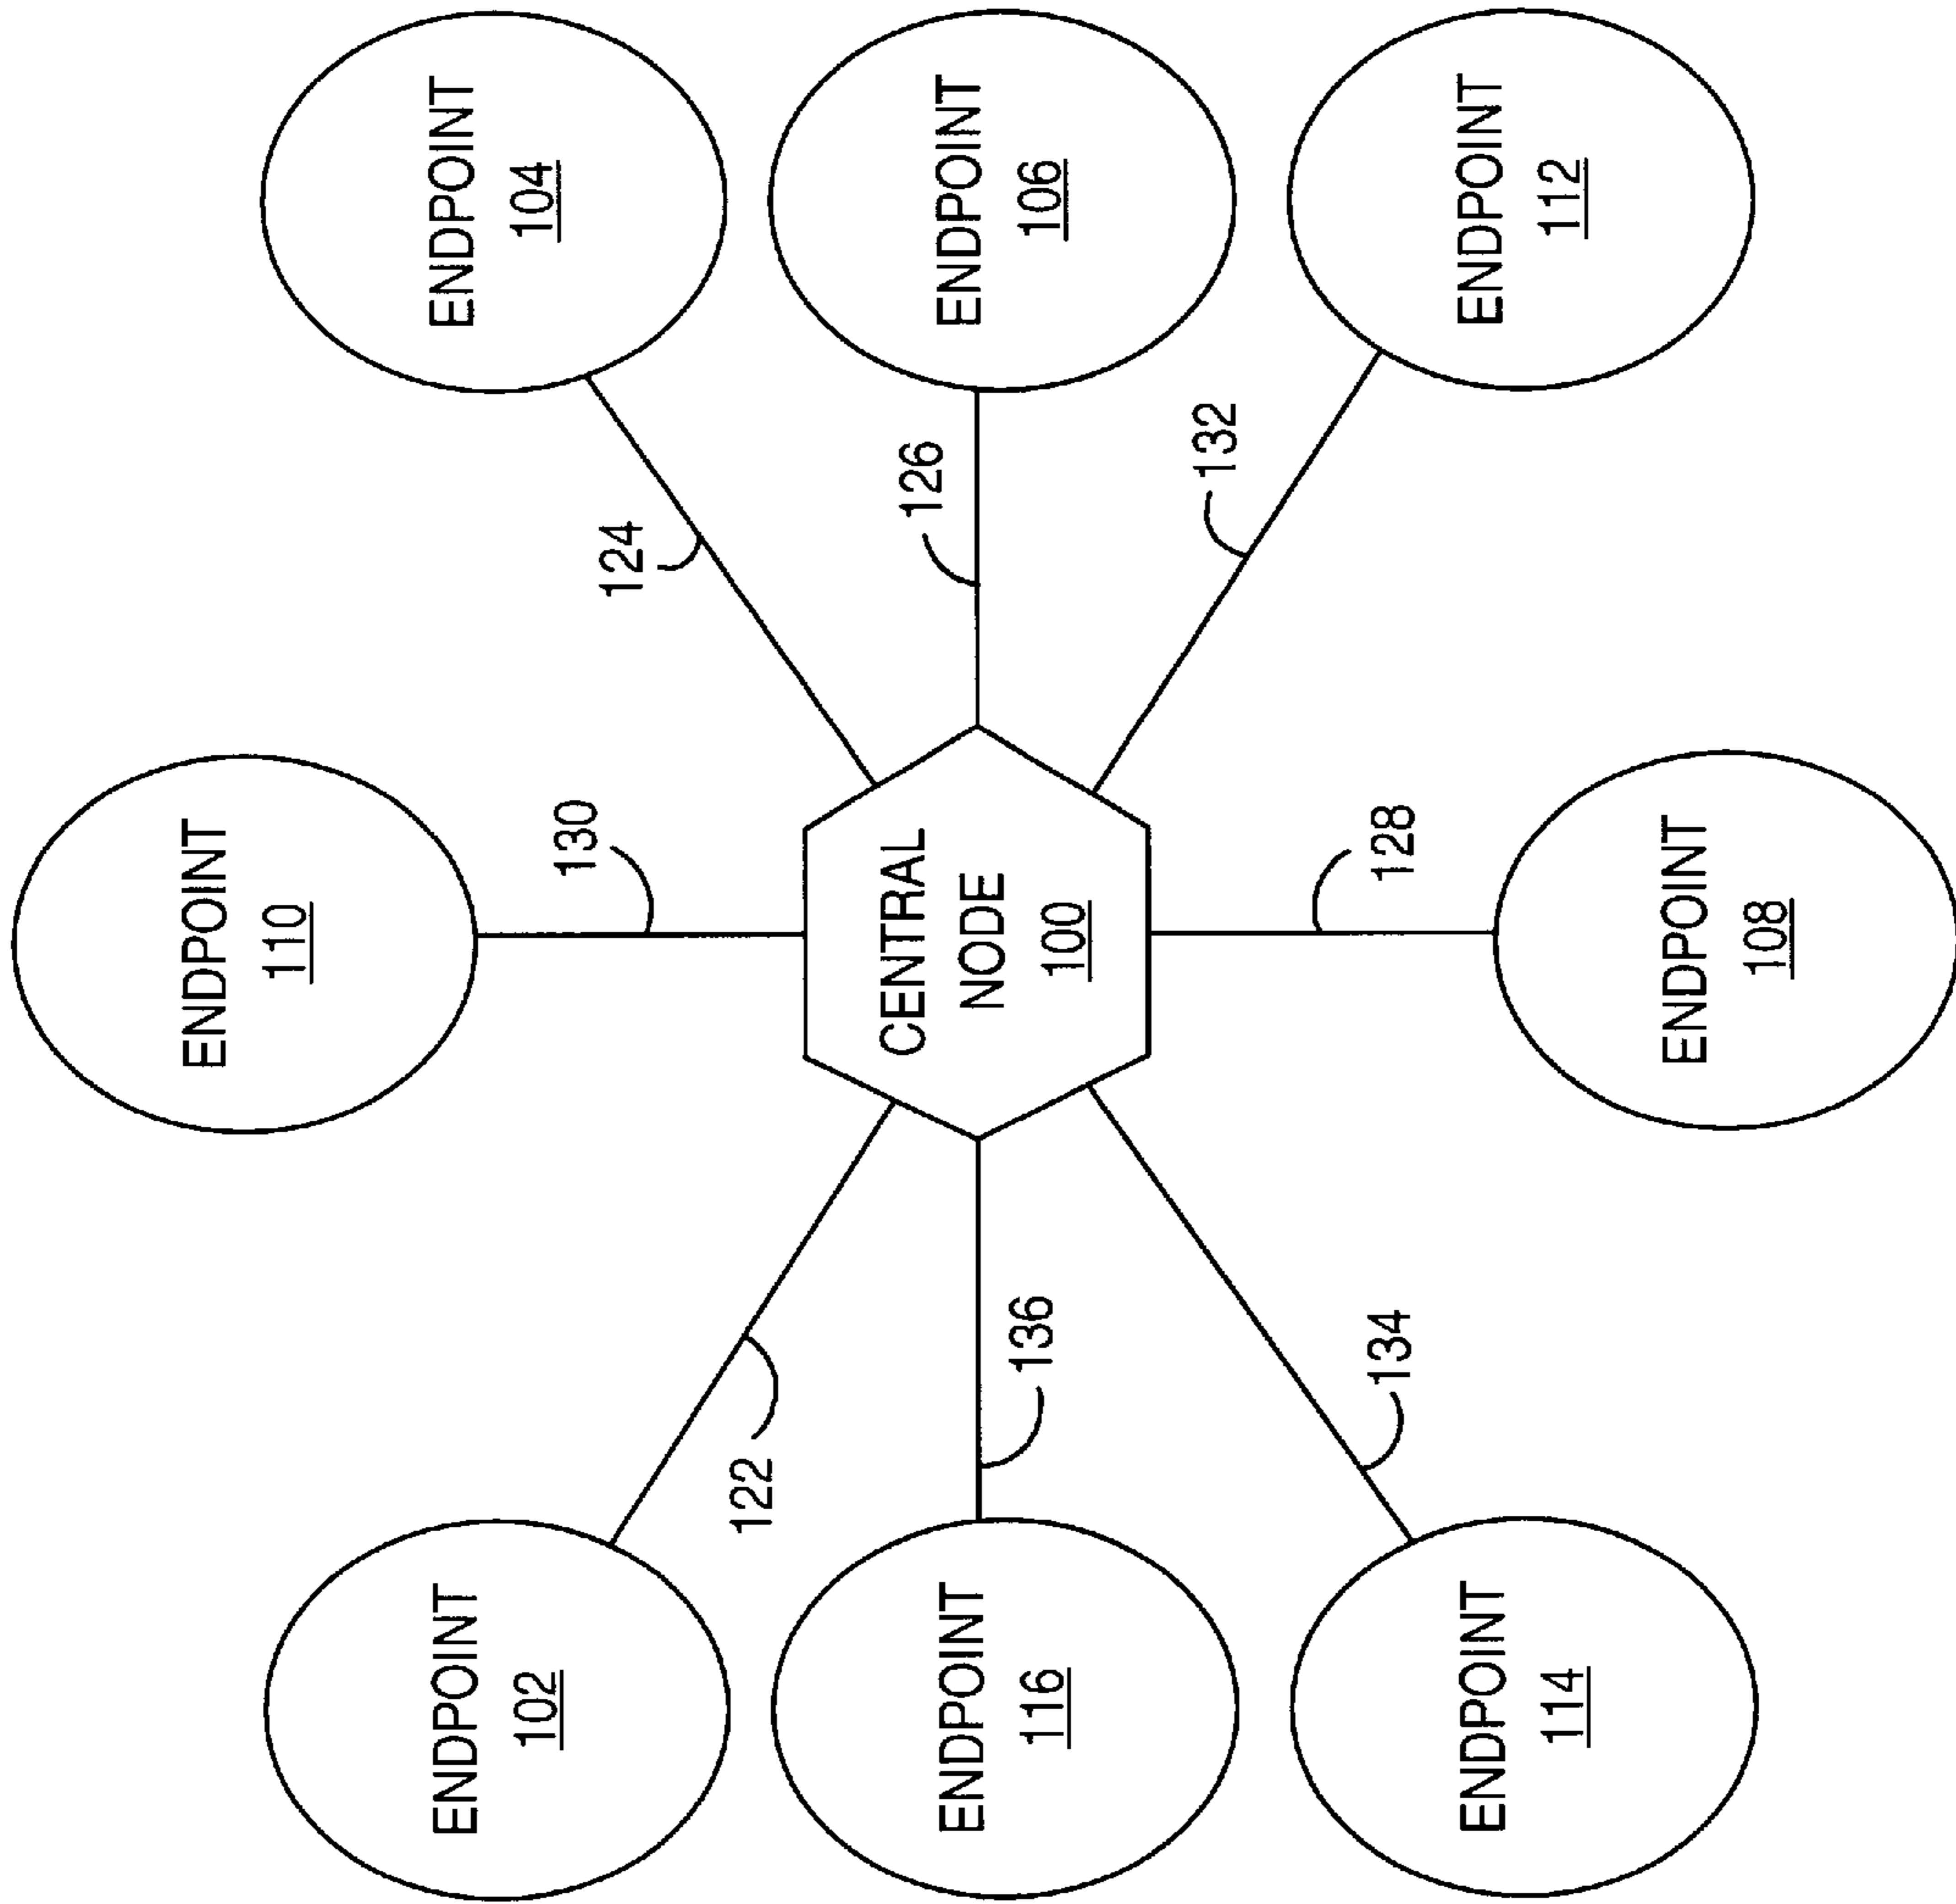 ENDPOINT
102
ENDPOINT
110
ENDPOINT
104
122
130
124
ENDPOINT
116
136
CENTRAL
NODE
100
126
ENDPOINT
106
134
128
132
ENDPOINT
114
ENDPOINT
108
ENDPOINT
112